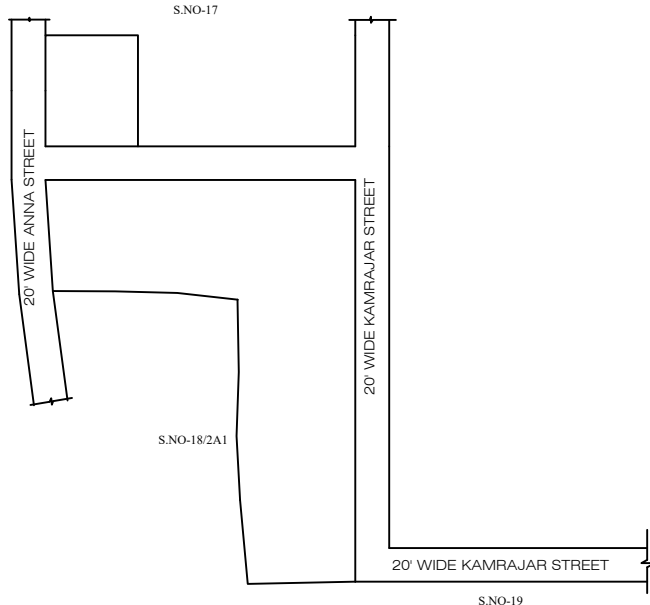 S.NO-17
20' WIDE ANNA STREET
20' WIDE KAMRAJAR STREET
S.NO-18/2A1
20' WIDE KAMRAJAR STREET
S.NO-19